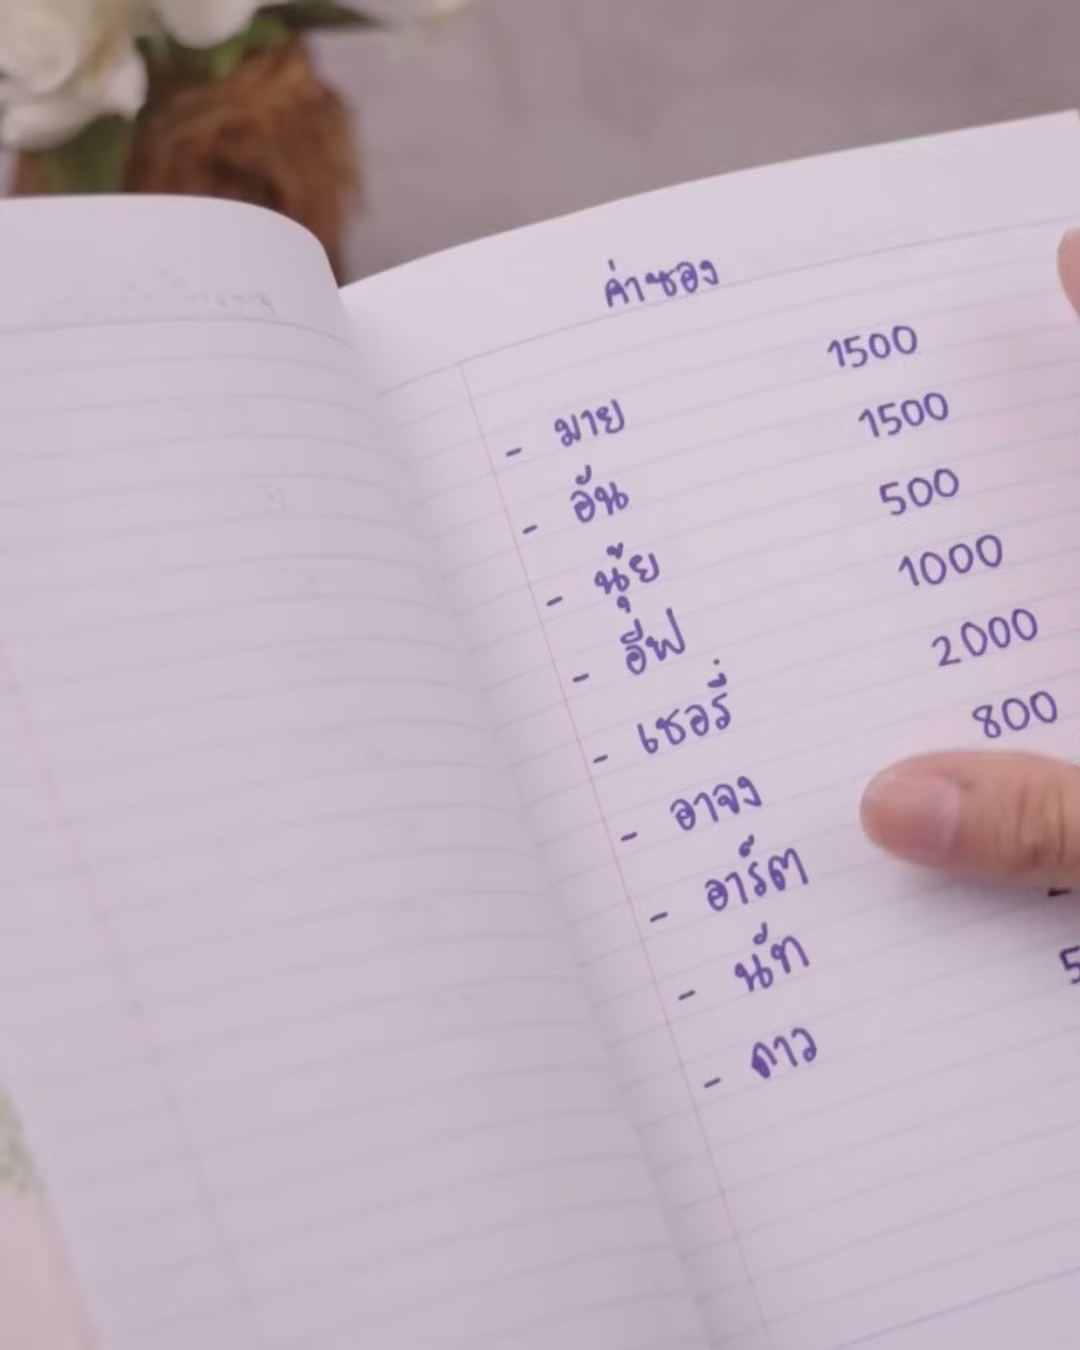 ค่าซอง
- มาย 1500
- อัน 1500
- นุ้ย 500
- อีฟ 1000
- เชอรี่ 2000
- อาจง 800
- อาร์ต
- นัท
- ดาว